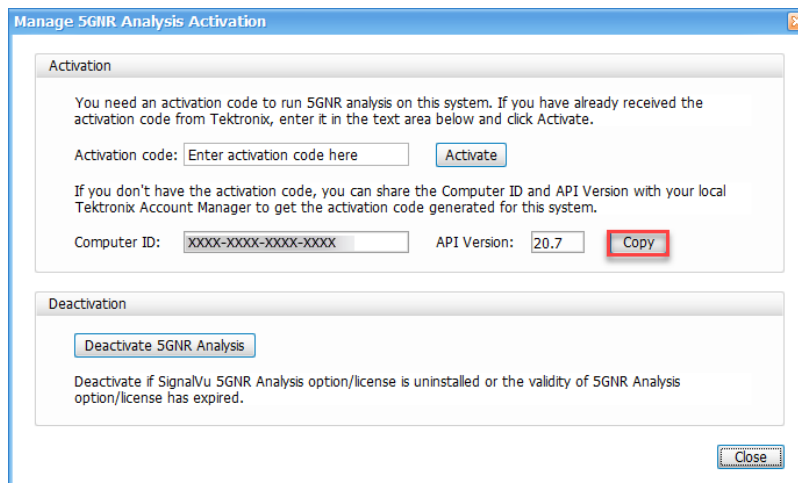 Manage 5GNR Analysis Activation
Activation
You need an activation code to run 5GNR analysis on this system. If you have already received the
activation code from Tektronix, enter it in the text area below and click Activate.
Activation code: Enter activation code here Activate
If you don't have the activation code, you can share the Computer ID and API Version with your local
Tektronix Account Manager to get the activation code generated for this system.
Computer ID: XXXX-XXXX-XXXX-XXXX API Version: 20.7 Copy
Deactivation
Deactivate 5GNR Analysis
Deactivate if SignalVu 5GNR Analysis option/license is uninstalled or the validity of 5GNR Analysis
option/license has expired.
Close